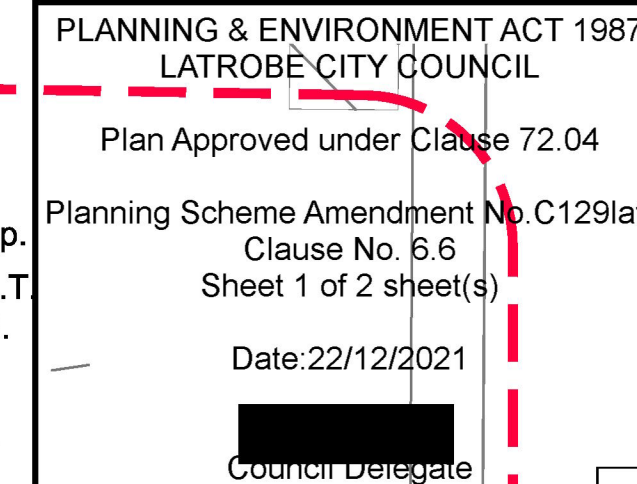 PLANNING & ENVIRONMENT ACT 1987
LATROBE CITY COUNCIL
Plan Approved under Clause 72.04
Planning Scheme Amendment No.C129lat
Clause No. 6.6
Sheet 1 of 2 sheet(s)
Date:22/12/2021
Council Delegate
p.
.T.
.